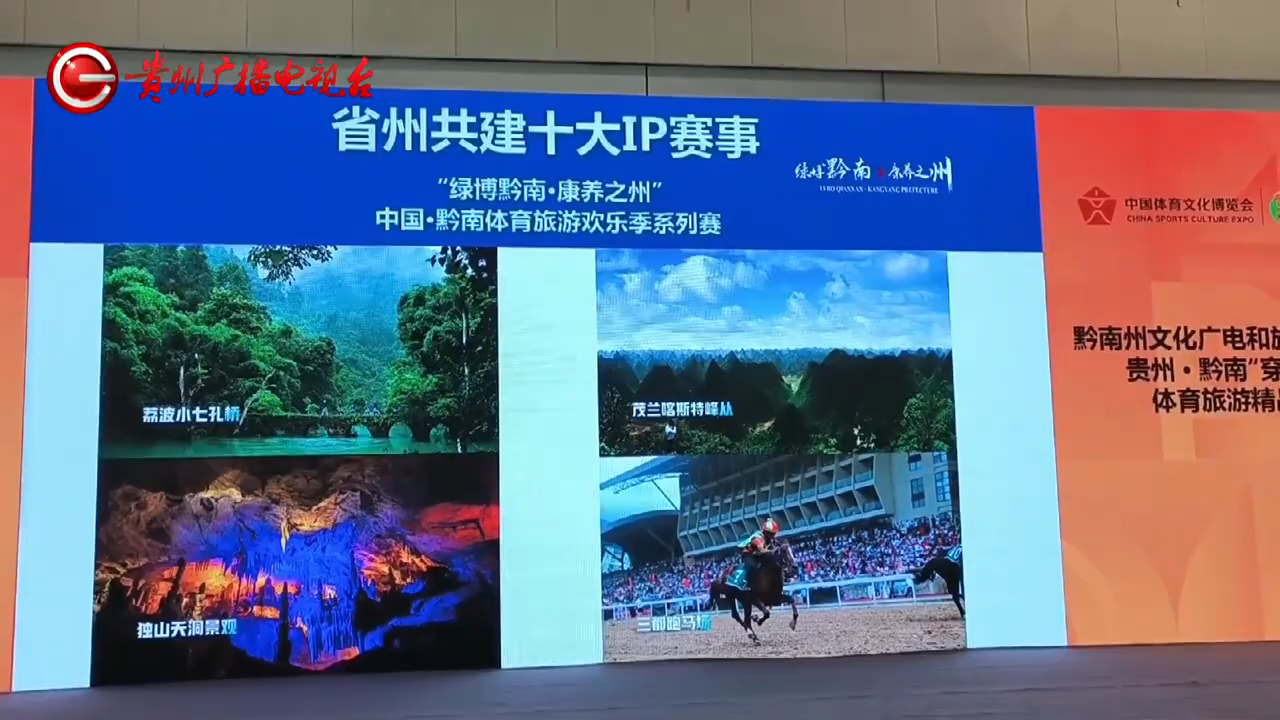 贵州广播电视台
省州共建十大IP赛事
“绿博黔南·康养之州”
中国·黔南体育旅游欢乐季系列赛
绿博黔南 康养之州
LVBO QIANNAN · KANGYANG PREFECTURE
中国体育文化博览会
CHINA SPORTS CULTURE EXPO
荔波小七孔桥
茂兰喀斯特峰丛
独山天洞景观
三都跑马场
黔南州文化广电和旅
贵州·黔南“穿
体育旅游精品